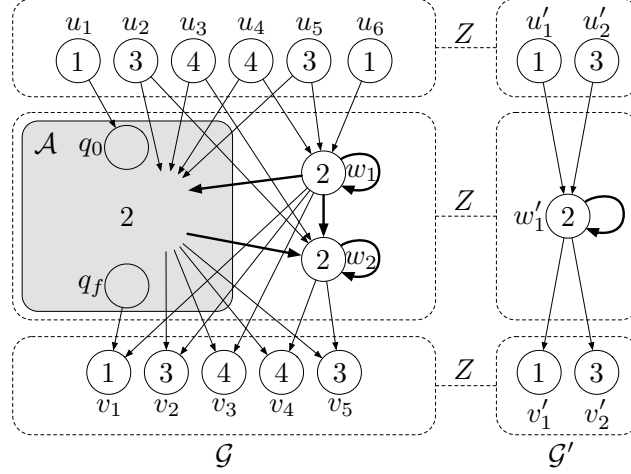 u₁ u₂ u₃ u₄ u₅ u₆ Z u′₁ u′₂
1 3 4 4 3 1 1 3
𝒜 q₀
2 w₁ Z
2 w′₁ 2
2 w₂
q_f
1 3 4 4 3 Z 1 3
v₁ v₂ v₃ v₄ v₅ v′₁ v′₂
𝒢 𝒢′